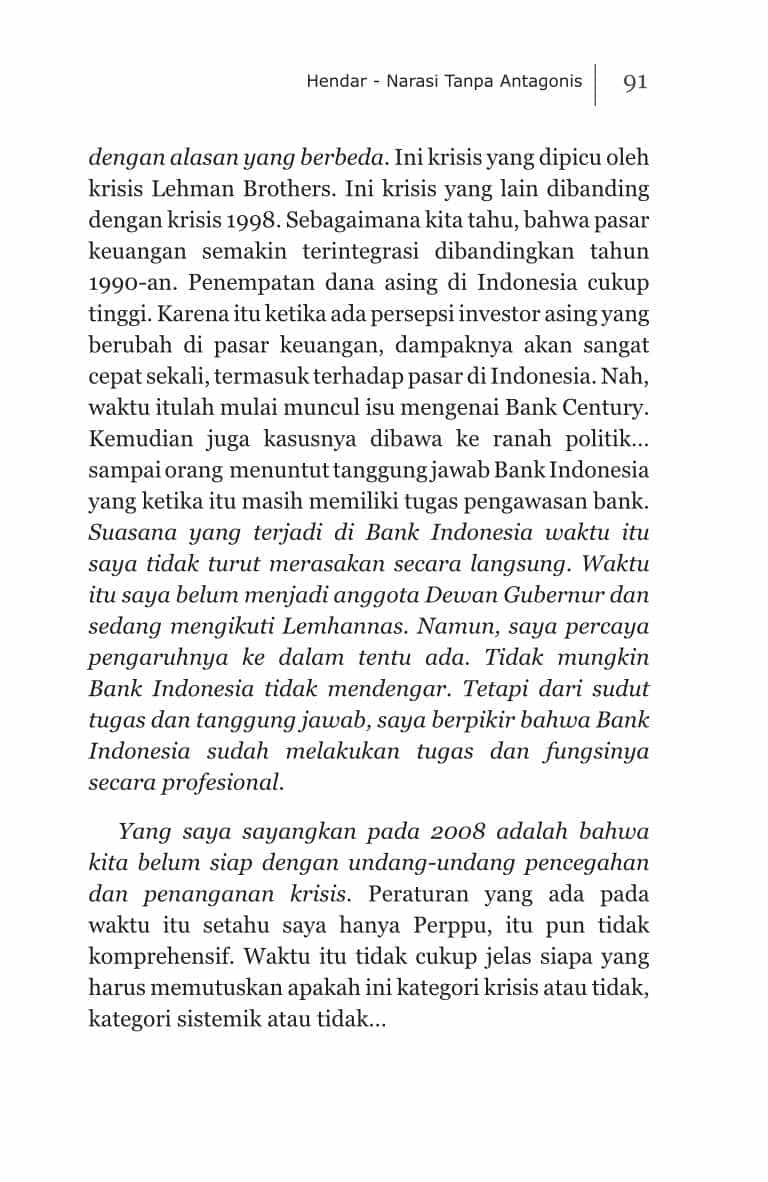 Hendar - Narasi Tanpa Antagonis 91
dengan alasan yang berbeda. Ini krisis yang dipicu oleh
krisis Lehman Brothers. Ini krisis yang lain dibanding
dengan krisis 1998. Sebagaimana kita tahu, bahwa pasar
keuangan semakin terintegrasi dibandingkan tahun
1990-an. Penempatan dana asing di Indonesia cukup
tinggi. Karena itu ketika ada persepsi investor asing yang
berubah di pasar keuangan, dampaknya akan sangat
cepat sekali, termasuk terhadap pasar di Indonesia. Nah,
waktu itulah mulai muncul isu mengenai Bank Century.
Kemudian juga kasusnya dibawa ke ranah politik...
sampai orang menuntut tanggung jawab Bank Indonesia
yang ketika itu masih memiliki tugas pengawasan bank.
Suasana yang terjadi di Bank Indonesia waktu itu
saya tidak turut merasakan secara langsung. Waktu
itu saya belum menjadi anggota Dewan Gubernur dan
sedang mengikuti Lemhannas. Namun, saya percaya
pengaruhnya ke dalam tentu ada. Tidak mungkin
Bank Indonesia tidak mendengar. Tetapi dari sudut
tugas dan tanggung jawab, saya berpikir bahwa Bank
Indonesia sudah melakukan tugas dan fungsinya
secara profesional.
Yang saya sayangkan pada 2008 adalah bahwa
kita belum siap dengan undang-undang pencegahan
dan penanganan krisis. Peraturan yang ada pada
waktu itu setahu saya hanya Perppu, itu pun tidak
komprehensif. Waktu itu tidak cukup jelas siapa yang
harus memutuskan apakah ini kategori krisis atau tidak,
kategori sistemik atau tidak...